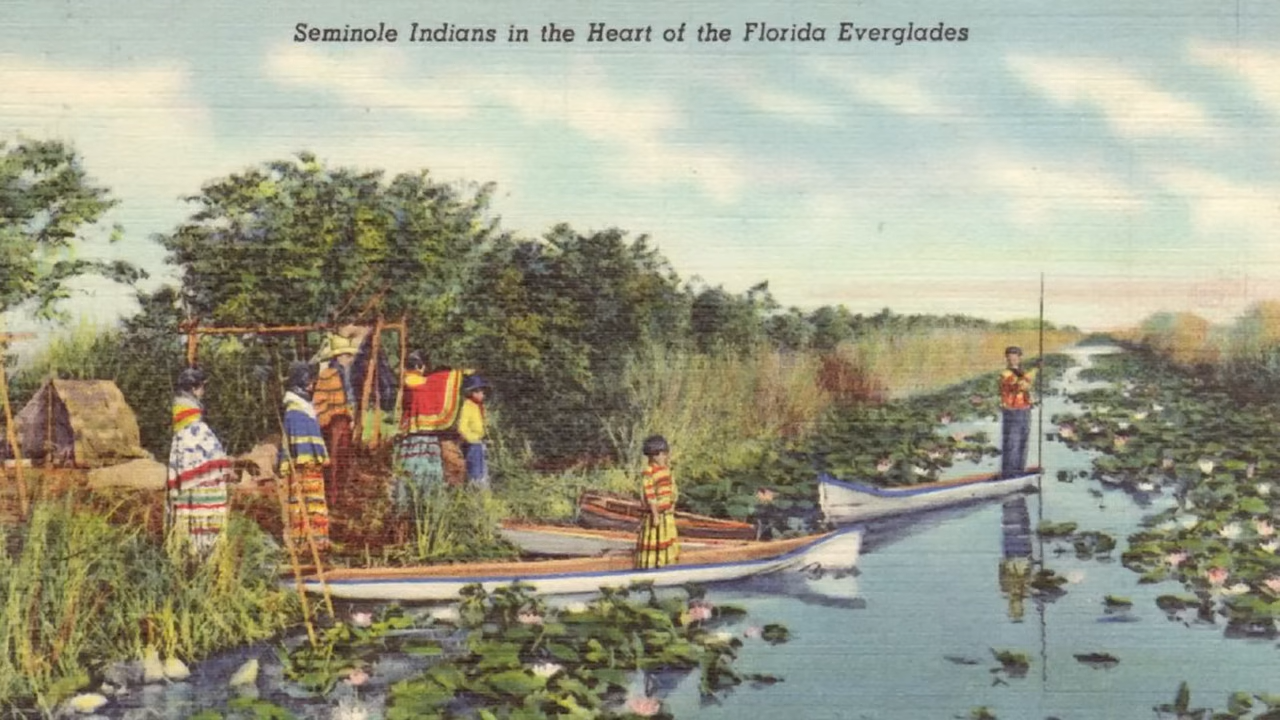 Seminole Indians in the Heart of the Florida Everglades